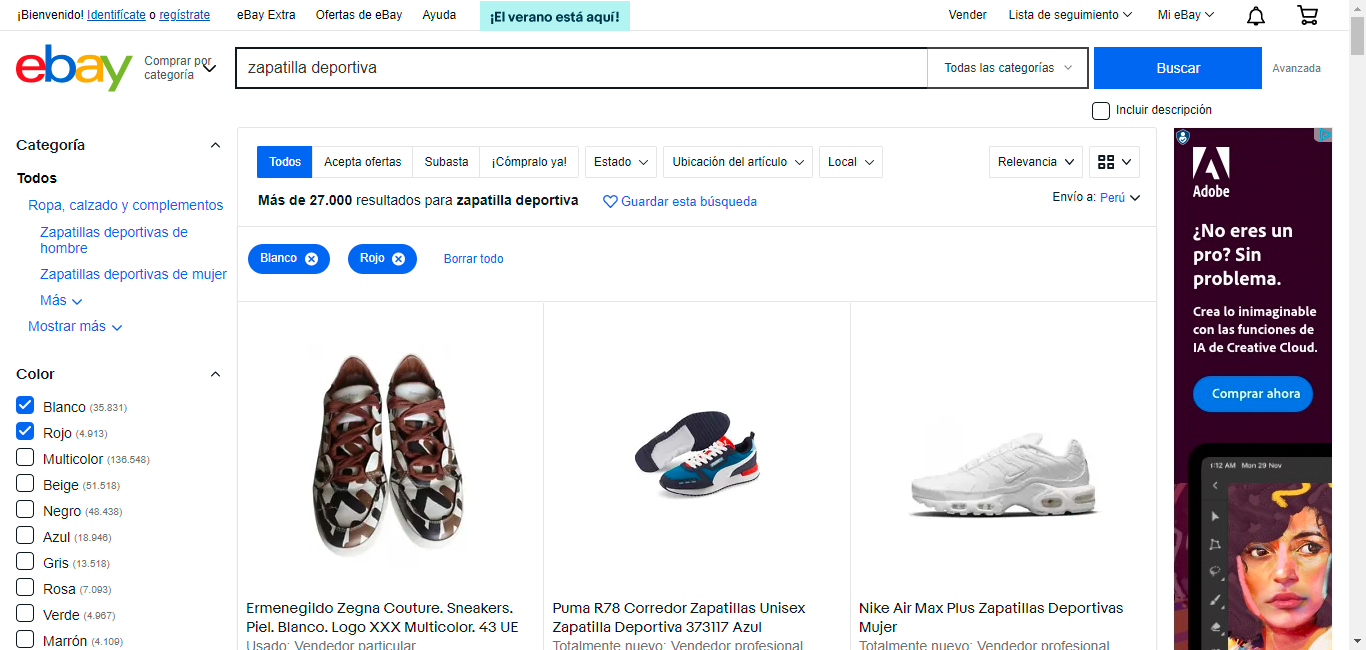 ¡Bienvenido! Identifícate o regístrate
eBay Extra
Ofertas de eBay
Ayuda
¡El verano está aquí!
Vender
Lista de seguimiento
Mi eBay
ebay
Comprar por
categoría
zapatilla deportiva
Todas las categorías
Buscar
Avanzada
Incluir descripción
Categoría
Todos
Ropa, calzado y complementos
Zapatillas deportivas de
hombre
Zapatillas deportivas de mujer
Más
Mostrar más
Color
Blanco (35.831)
Rojo (4.913)
Multicolor (136.548)
Beige (51.518)
Negro (48.438)
Azul (18.946)
Gris (13.518)
Rosa (7.093)
Verde (4.967)
Marrón (4.109)
Todos
Acepta ofertas
Subasta
¡Cómpralo ya!
Estado
Ubicación del artículo
Local
Relevancia
Más de 27.000 resultados para zapatilla deportiva
Guardar esta búsqueda
Envío a: Perú
Blanco
Rojo
Borrar todo
Ermenegildo Zegna Couture. Sneakers.
Piel. Blanco. Logo XXX Multicolor. 43 UE
Usado: Vendedor particular
Puma R78 Corredor Zapatillas Unisex
Zapatilla Deportiva 373117 Azul
Totalmente nuevo: Vendedor profesional
Nike Air Max Plus Zapatillas Deportivas
Mujer
Totalmente nuevo: Vendedor profesional
Adobe
¿No eres un
pro? Sin
problema.
Crea lo inimaginable
con las funciones de
IA de Creative Cloud.
Comprar ahora
1:12 AM Mon 29 Nov